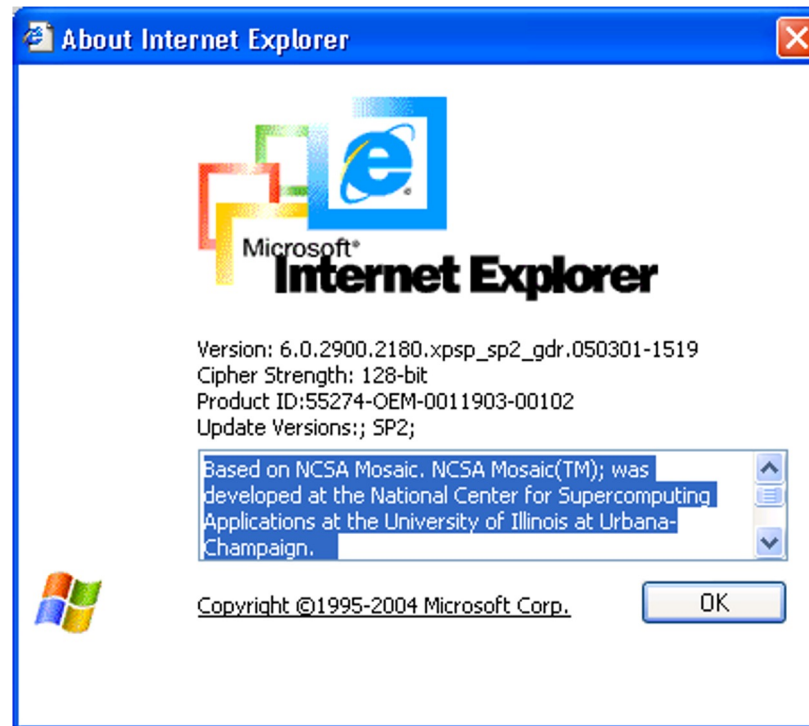 About Internet Explorer
Microsoft®
Internet Explorer
Version: 6.0.2900.2180.xpsp_sp2_gdr.050301-1519
Cipher Strength: 128-bit
Product ID:55274-OEM-0011903-00102
Update Versions:; SP2;
Based on NCSA Mosaic. NCSA Mosaic(TM); was
developed at the National Center for Supercomputing
Applications at the University of Illinois at Urbana-
Champaign.
Copyright ©1995-2004 Microsoft Corp.
OK